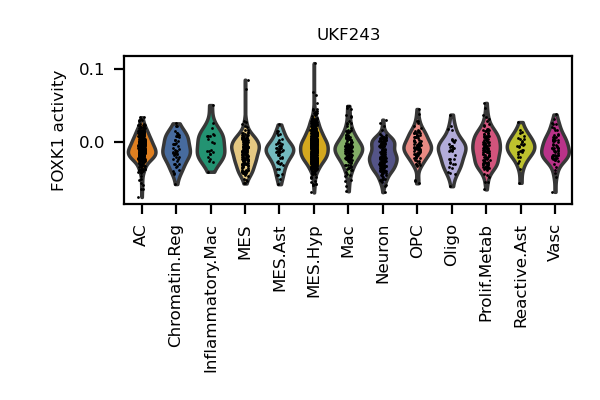 UKF243
FOXK1 activity
0.1
0.0
AC
Chromatin.Reg
Inflammatory.Mac
MES
MES.Ast
MES.Hyp
Mac
Neuron
OPC
Oligo
Prolif.Metab
Reactive.Ast
Vasc